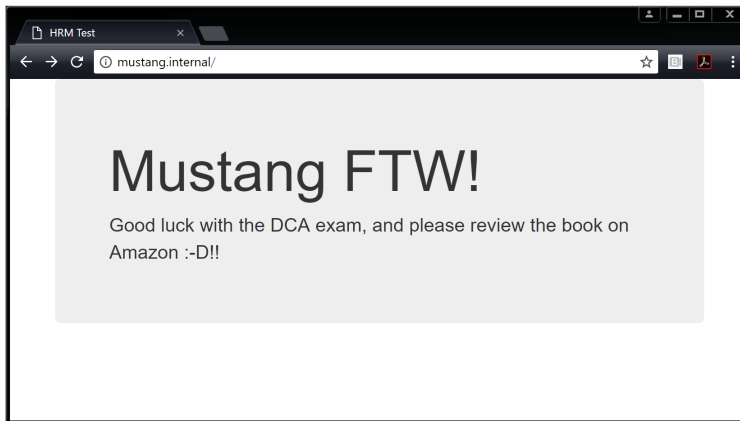 HRM Test
mustang.internal/
Mustang FTW!
Good luck with the DCA exam, and please review the book on
Amazon :-D!!